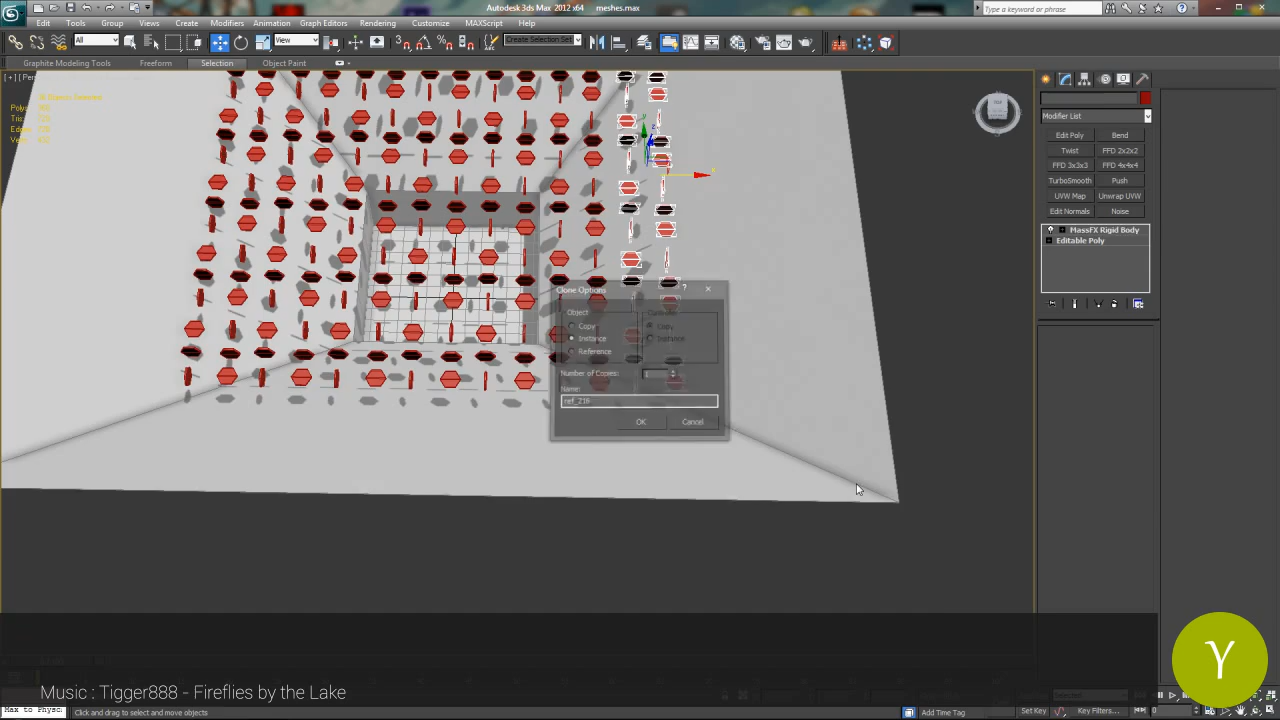 Autodesk 3ds Max 2012 x64
meshes.max
Type a keyword or phrase
Edit
Tools
Group
Views
Create
Modifiers
Animation
Graph Editors
Rendering
Customize
MAXScript
Help
All
View
Create Selection Set
Graphite Modeling Tools
Freeform
Selection
Object Paint
Modifier List
Edit Poly
Bend
Twist
FFD 2x2x2
FFD 3x3x3
FFD 4x4x4
TurboSmooth
Push
UVW Map
Unwrap UVW
Edit Normals
Noise
MassFX Rigid Body
Editable Poly
Clone Options
Object
Copy
Copy
Instance
Instance
Reference
Number of Copies:
1
Name:
OK
Cancel
Music : Tigger888 - Fireflies by the Lake
Click and drag to select and move objects
Add Time Tag
Set Key
Key Filters...
Selected
0